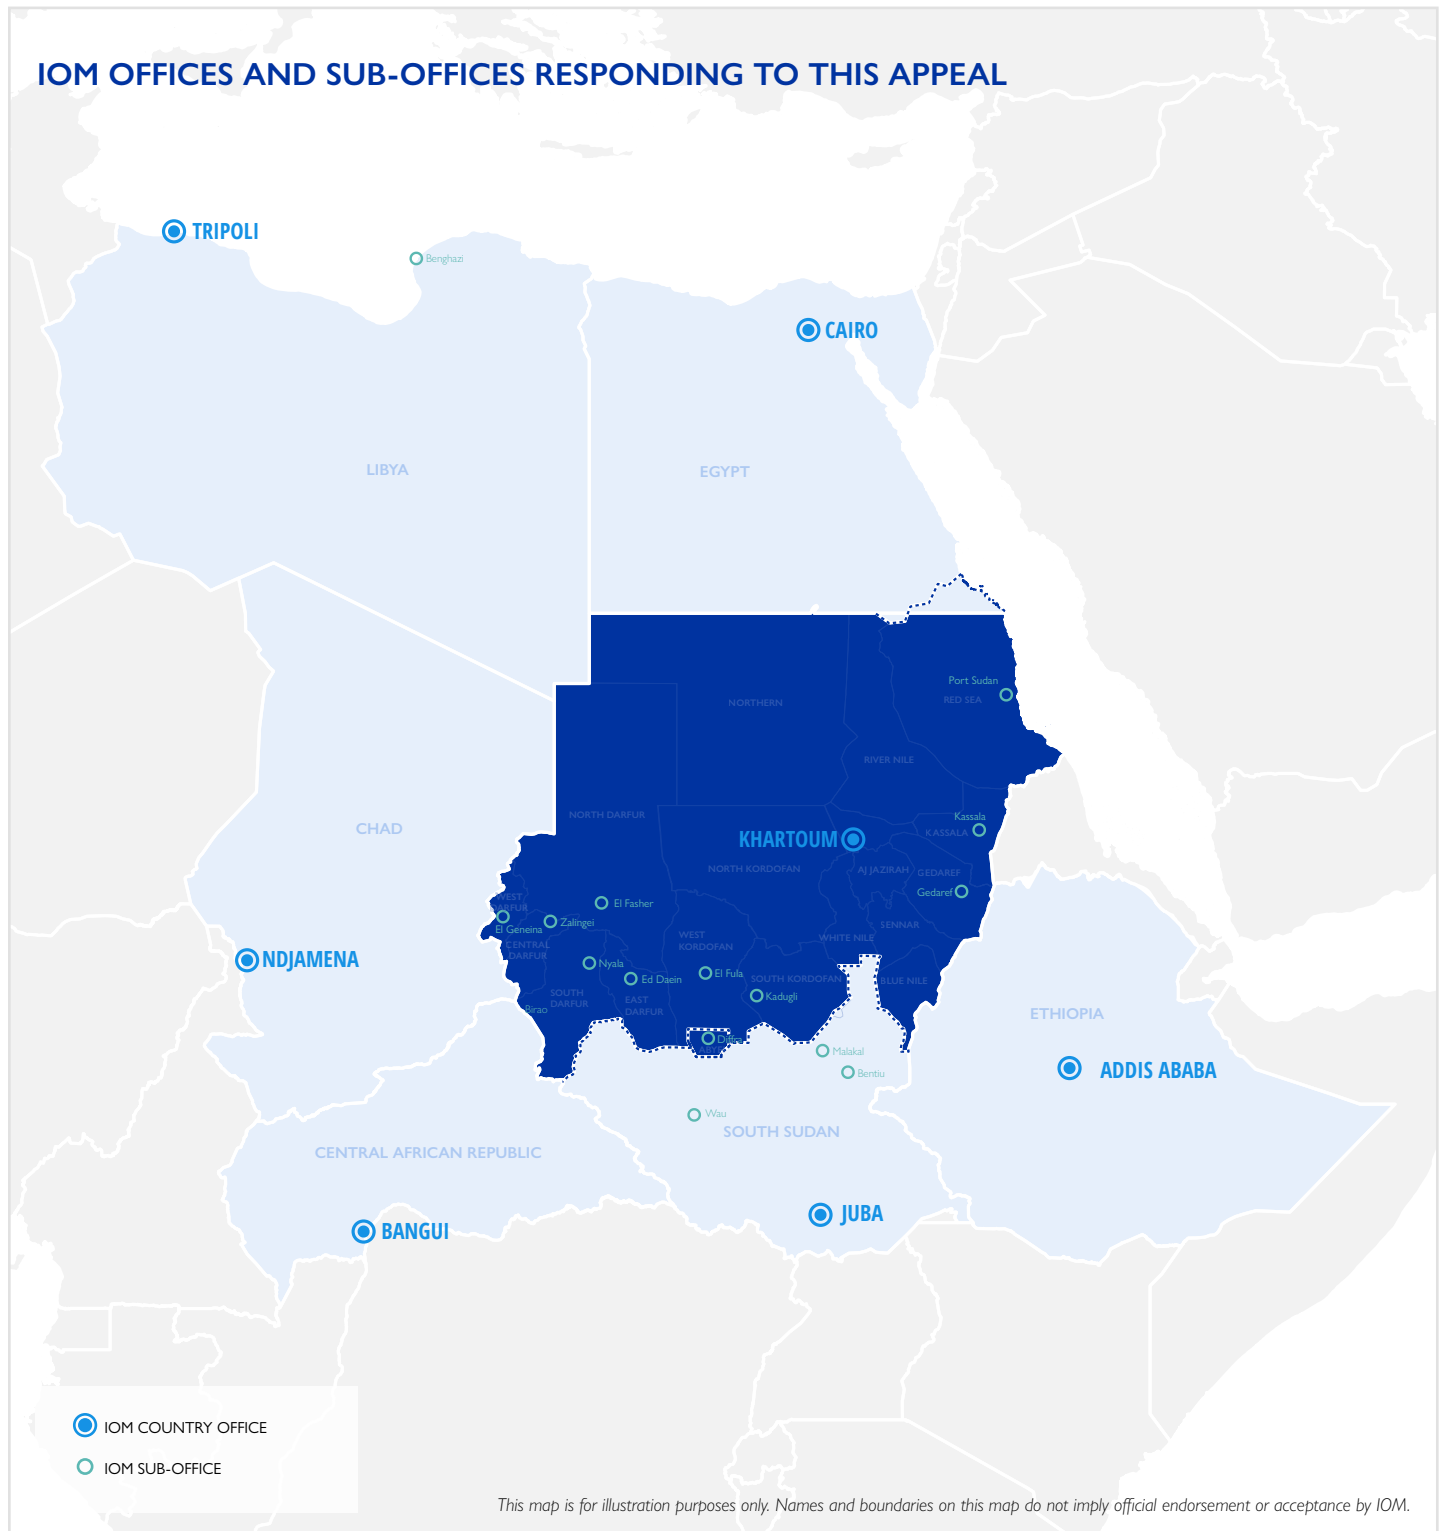 IOM OFFICES AND SUB-OFFICES RESPONDING TO THIS APPEAL
TRIPOLI
Benghazi
CAIRO
LIBYA
EGYPT
Port Sudan
RED SEA
NORTHERN
RIVER NILE
NORTH DARFUR
Kassala
KASSALA
CHAD
KHARTOUM
NORTH KORDOFAN
AJ JAZIRAH
GEDAREF
Gedaref
WEST
DARFUR
El Fasher
El Geneina
Zalingei
SENNAR
WEST
KORDOFAN
WHITE NILE
CENTRAL
DARFUR
NDJAMENA
Nyala
Ed Daein
El Fula
SOUTH KORDOFAN
BLUE NILE
SOUTH
DARFUR
EAST
DARFUR
Kadugli
Birao
ETHIOPIA
Diffra
ABYEI
Malakal
Bentiu
ADDIS ABABA
Wau
SOUTH SUDAN
CENTRAL AFRICAN REPUBLIC
JUBA
BANGUI
IOM COUNTRY OFFICE
IOM SUB-OFFICE
This map is for illustration purposes only. Names and boundaries on this map do not imply official endorsement or acceptance by IOM.